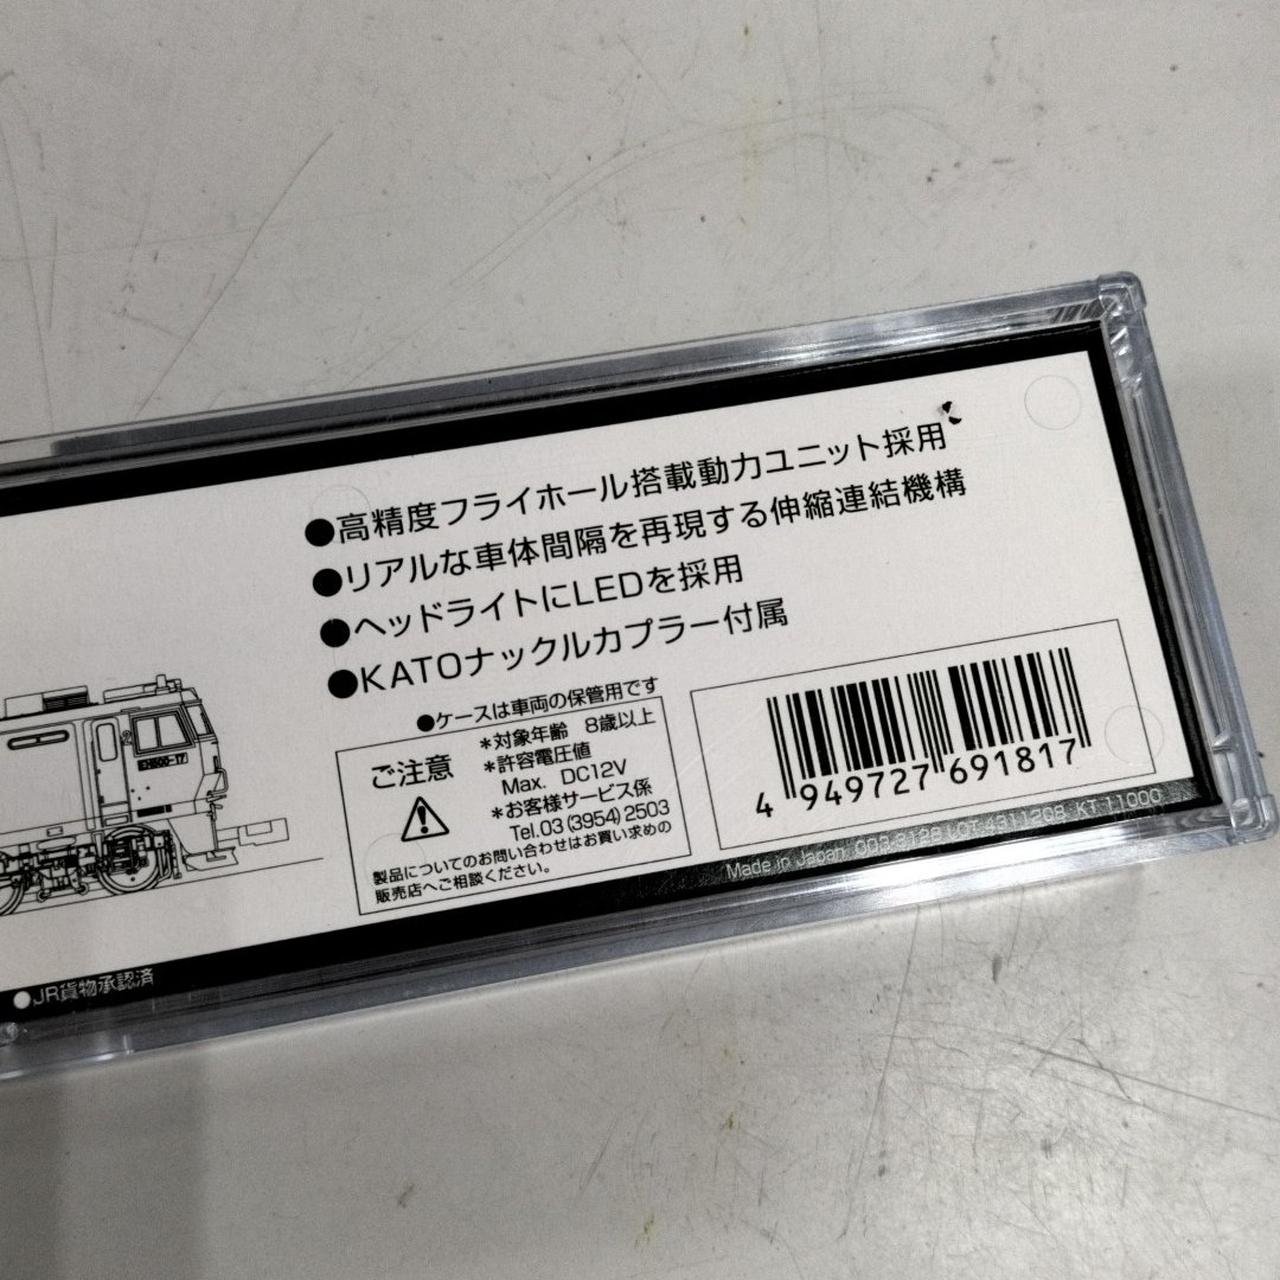 ●高精度フライホール搭載動力ユニット採用
●リアルな車体間隔を再現する伸縮連結機構
●ヘッドライトにLEDを採用
●KATOナックルカプラー付属
●ケースは車両の保管用です
ご注意
*対象年齢 8歳以上
*許容電圧値
Max. DC12V
*お客様サービス係
Tel.03(3954)2503
製品についてのお問い合わせはお買い求めの
販売店へご相談ください。
4 949727 691817
Made in Japan LOT 4311208 KT 11000
EH500-17
●JR貨物承認済